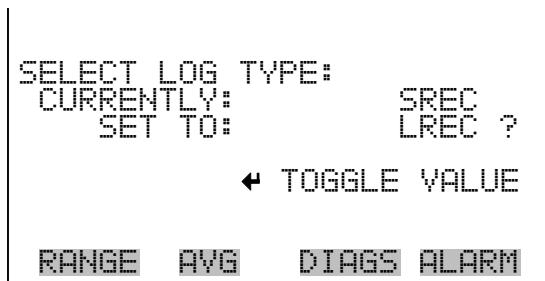 SELECT LOG TYPE:
CURRENTLY: SREC
SET TO: LREC ?
↵ TOGGLE VALUE
RANGE AVG DIAGS ALARM